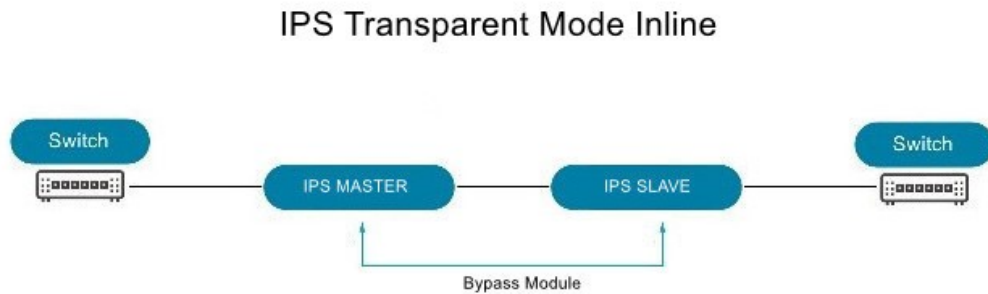 IPS Transparent Mode Inline
Switch
Switch
IPS MASTER
IPS SLAVE
Bypass Module